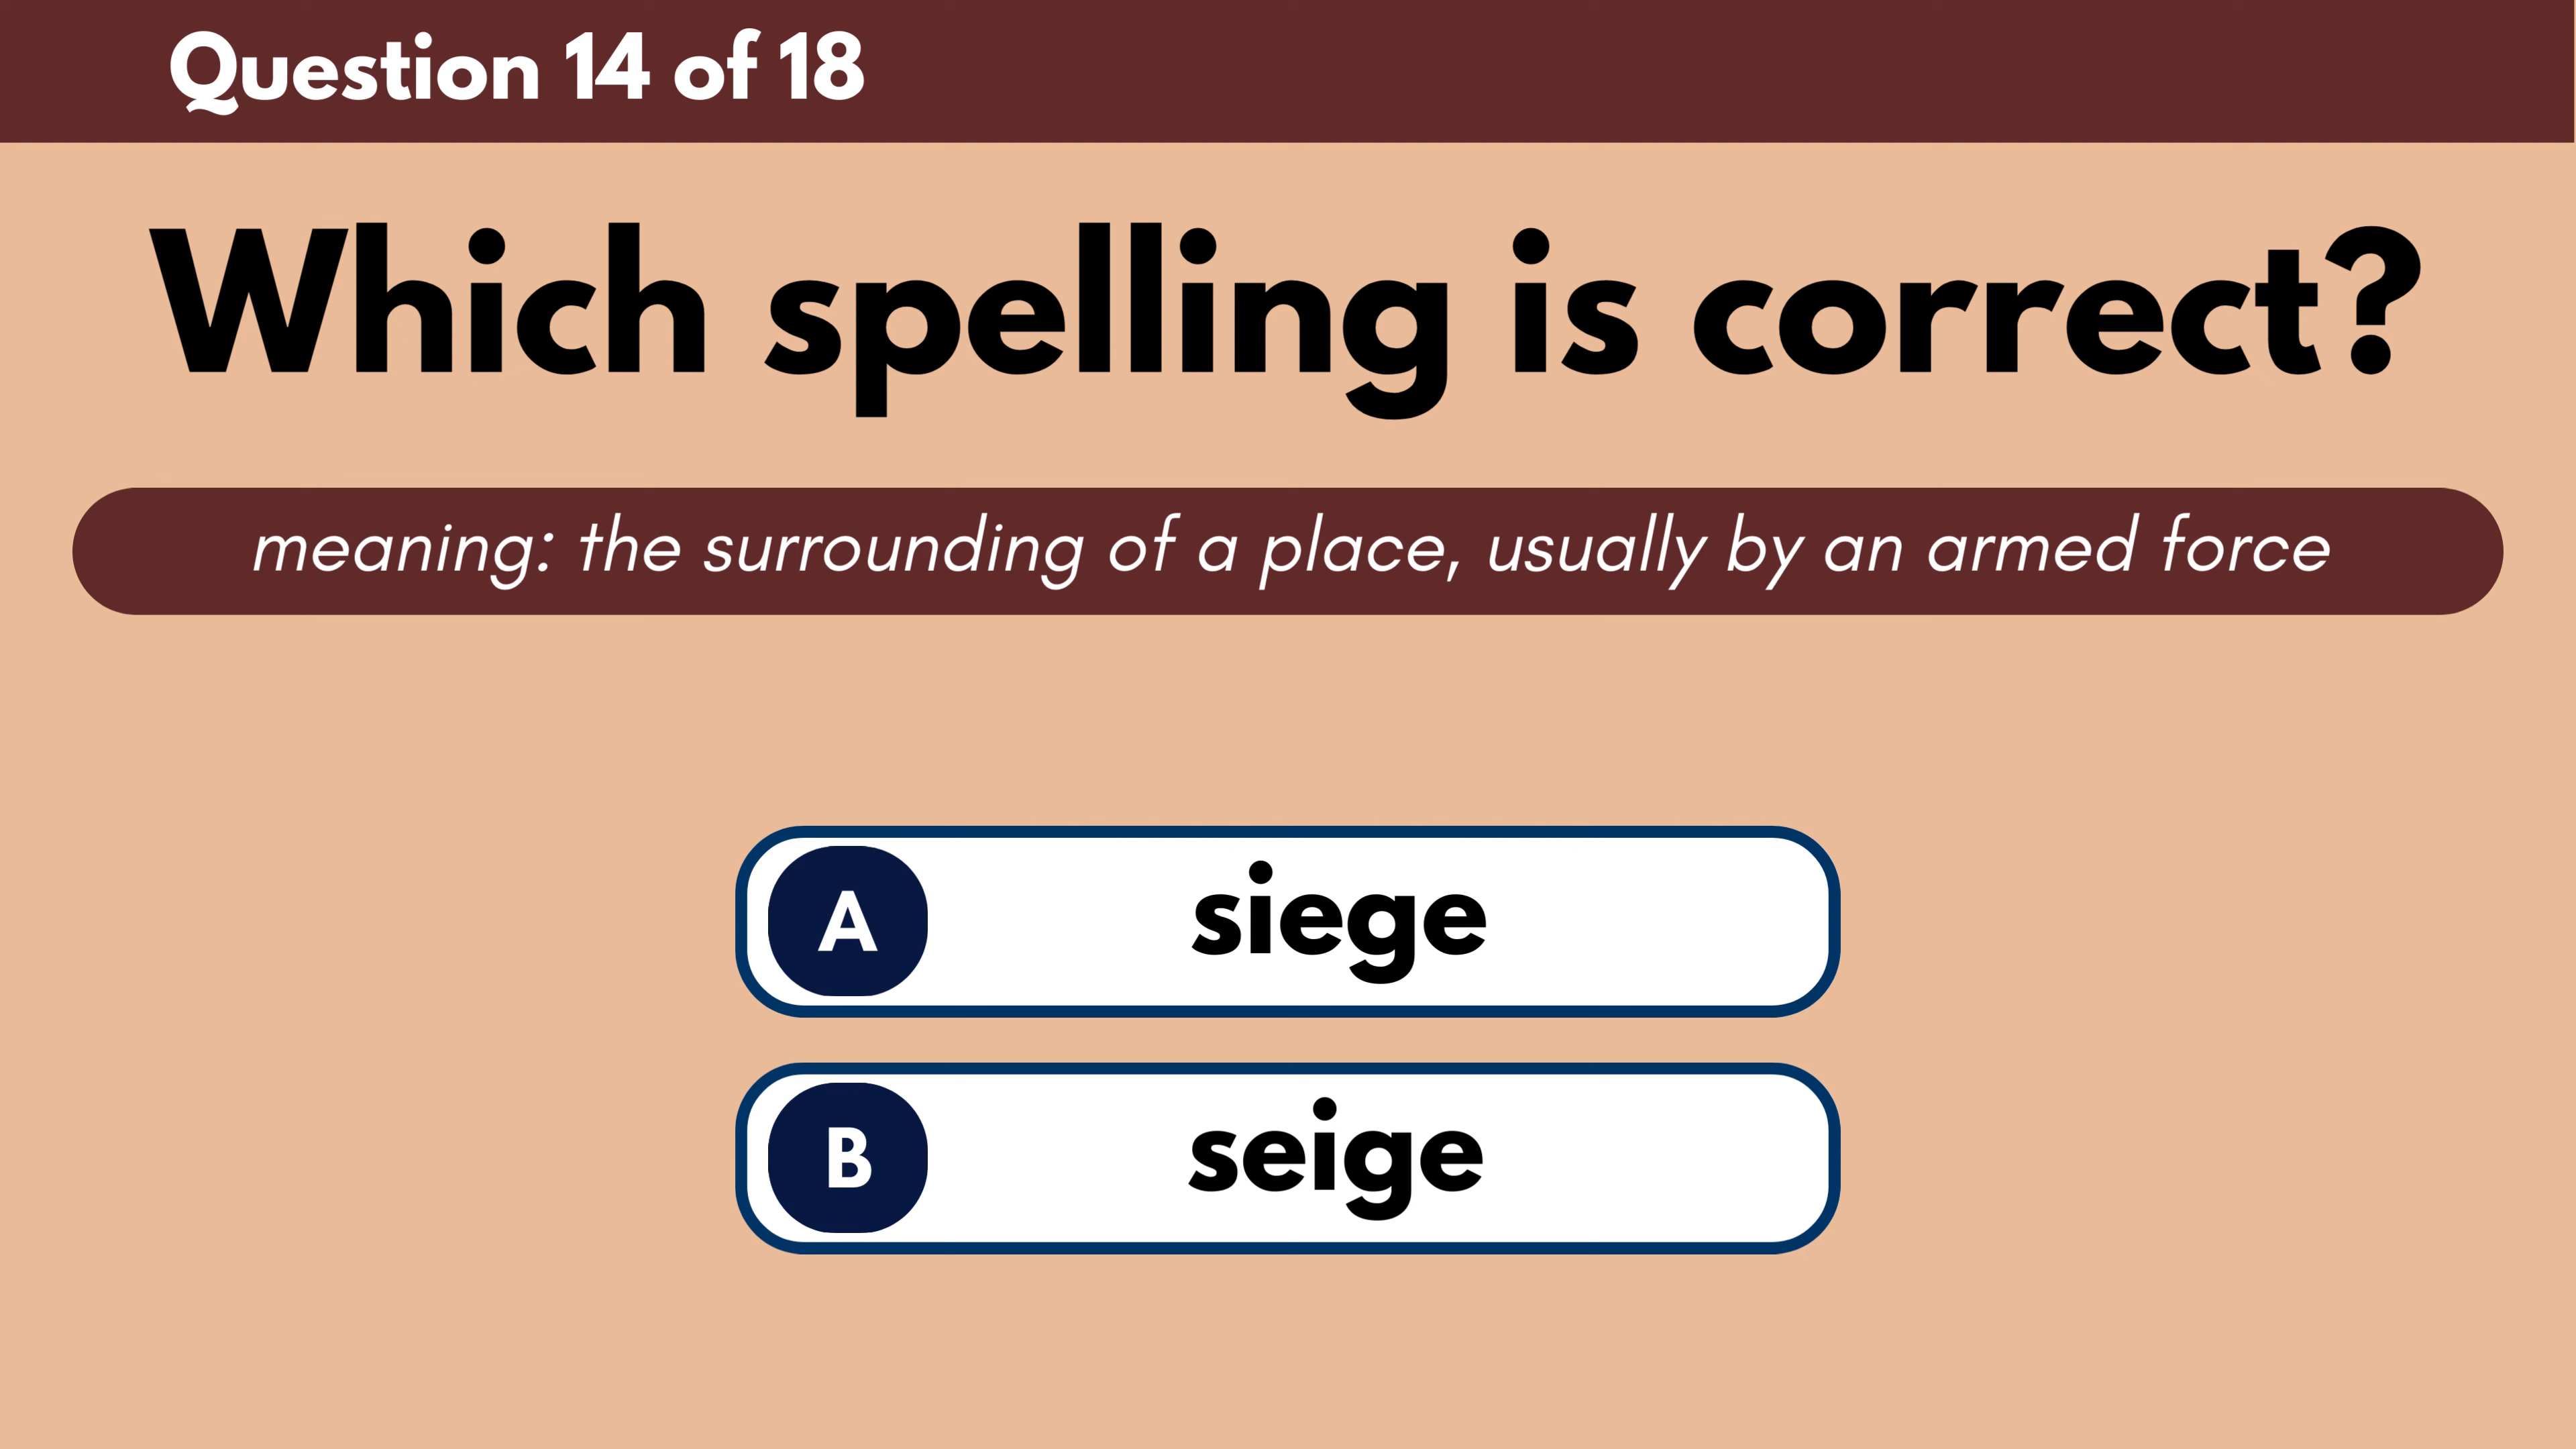 Question 14 of 18
Which spelling is correct?
meaning: the surrounding of a place, usually by an armed force
A siege
B seige